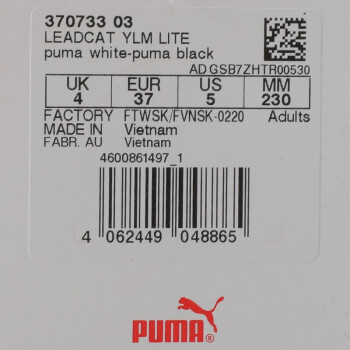 370733 03
LEADCAT YLM LITE
puma white-puma black
AD GSB7ZHTR00530
UK EUR US MM
4 37 5 230
FACTORY FTWSK/FVNSK-0220 Adults
MADE IN Vietnam
FABR. AU Vietnam
4600861497_1
4 062449 048865
PUMA